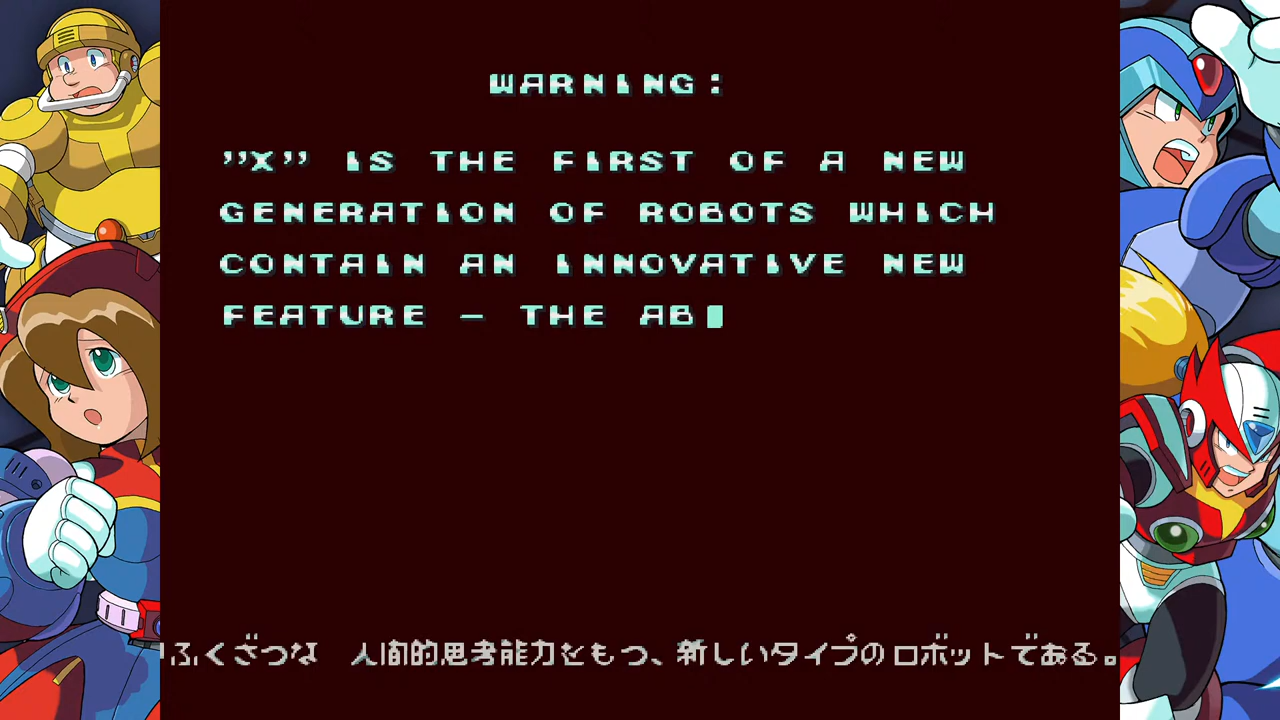 WARNING:
"X" IS THE FIRST OF A NEW
GENERATION OF ROBOTS WHICH
CONTAIN AN INNOVATIVE NEW
FEATURE – THE AB
ふくざつな 人間的思考能力をもつ、新しいタイプのロボットである。